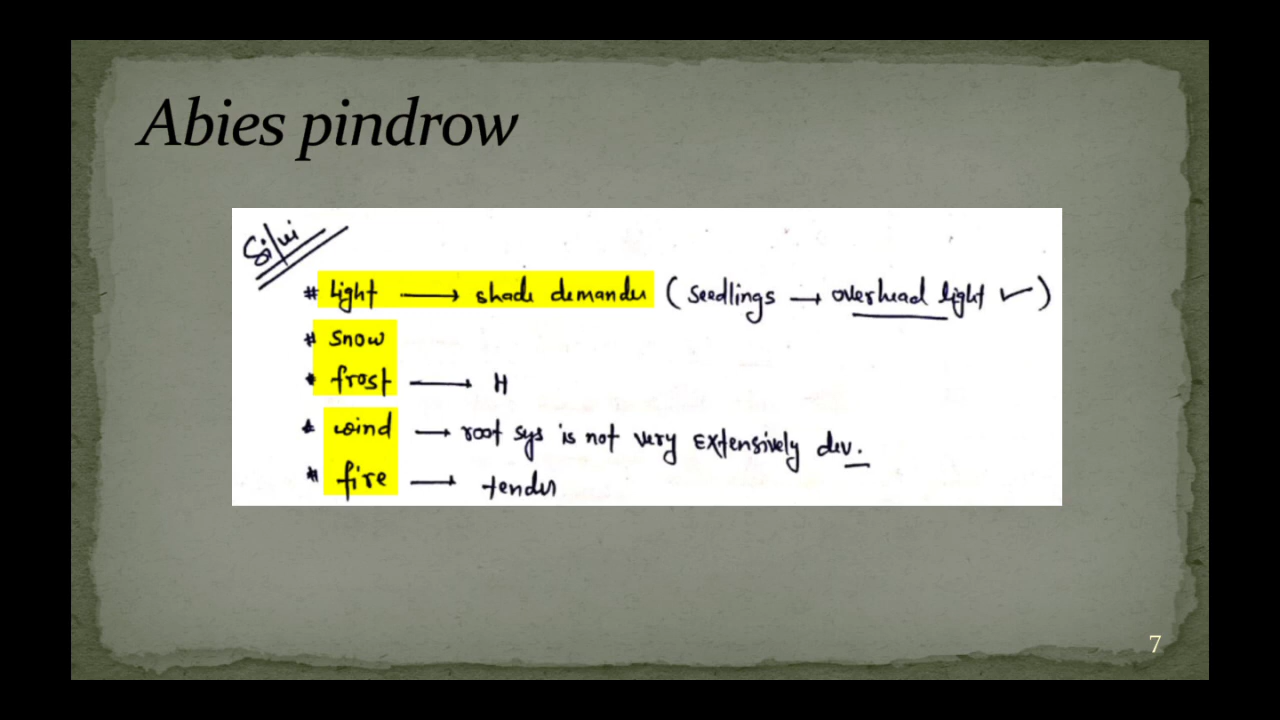 Abies pindrow
Silvi
# light → shade demander (seedlings → overhead light ✓)
# snow
* frost → H
* wind → root sys is not very extensively dev.
* fire → tender
7